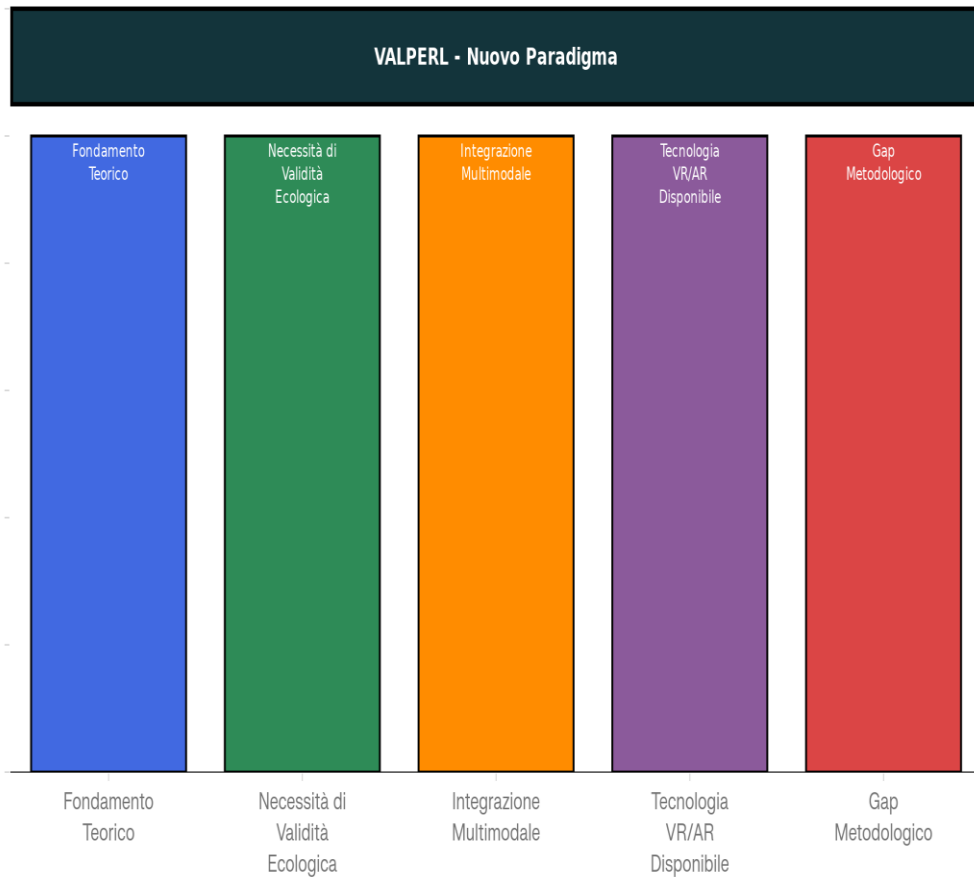 VALPERL - Nuovo Paradigma
Fondamento
Teorico
Necessità di
Validità
Ecologica
Integrazione
Multimodale
Tecnologia
VR/AR
Disponibile
Gap
Metodologico
Fondamento
Teorico
Necessità di
Validità
Ecologica
Integrazione
Multimodale
Tecnologia
VR/AR
Disponibile
Gap
Metodologico